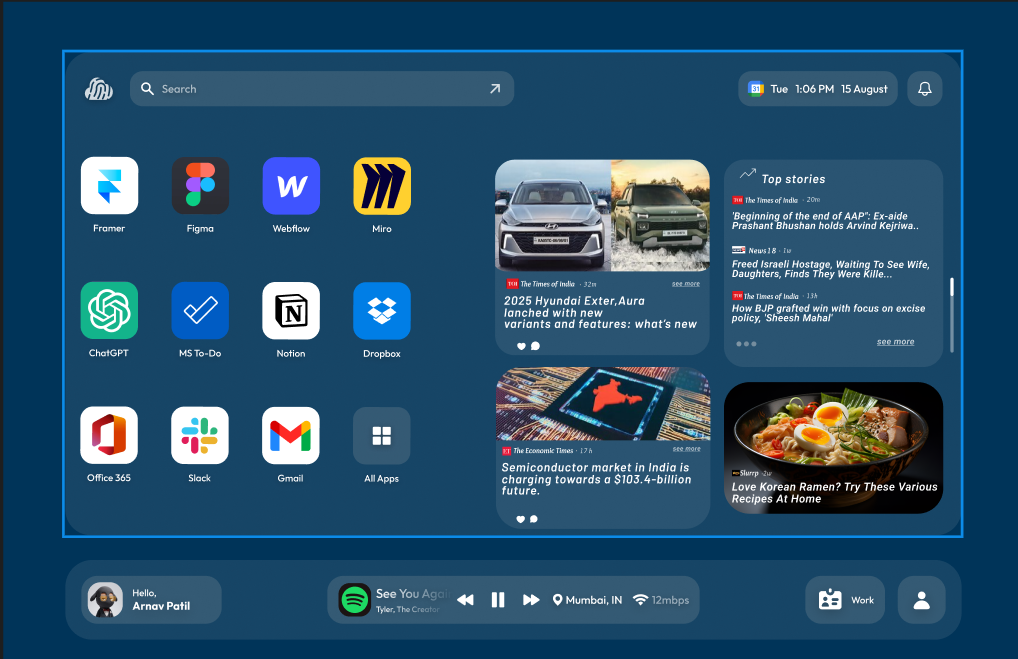 Search
31
Tue 1:06 PM 15 August
Framer
Figma
Webflow
Miro
ChatGPT
MS To-Do
Notion
Dropbox
Office 365
Slack
Gmail
All Apps
TOI The Times of India · 32m
see more
2025 Hyundai Exter,Aura
lanched with new
variants and features: what's new
ET The Economic Times · 17 h
see more
Semiconductor market in India is
charging towards a $103.4-billion
future.
Top stories
TOI The Times of India · 20m
'Beginning of the end of AAP": Ex-aide
Prashant Bhushan holds Arvind Kejriwa..
News18 · 1w
Freed Israeli Hostage, Waiting To See Wife,
Daughters, Finds They Were Kille...
TOI The Times of India · 13h
How BJP grafted win with focus on excise
policy, 'Sheesh Mahal'
see more
Slurrp ·2w
Love Korean Ramen? Try These Various
Recipes At Home
Hello,
Arnav Patil
See You Agai
Tyler, The Creator
Mumbai, IN
12mbps
Work